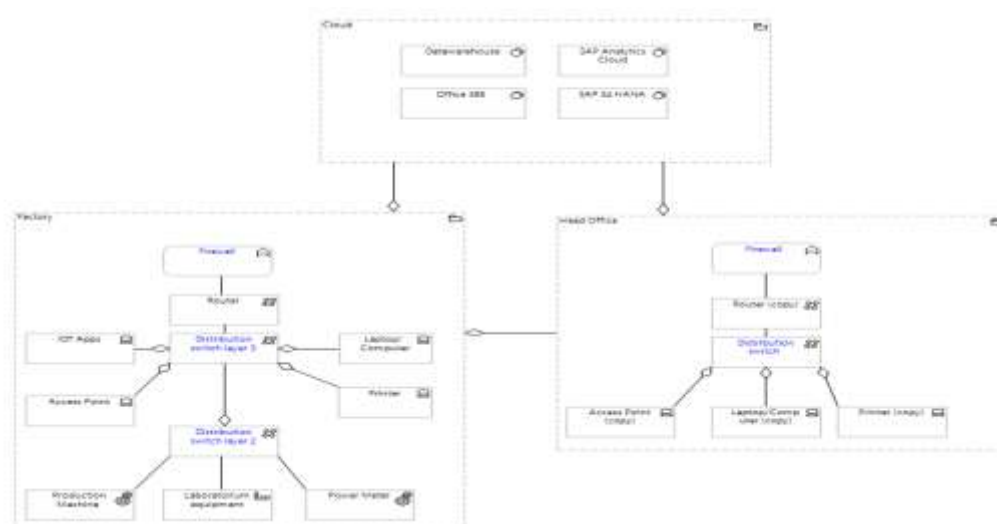 Cloud
Datawarehouse
SAP Analytics
Cloud
Office 365
SAP S4 HANA
Factory
Firewall
Router
IOT Apps
Distribution
switch layer 3
Laptop/
Computer
Access Point
Printer
Distribution
switch layer 2
Production
Machine
Laboratorium
equipment
Power Meter
Head Office
Firewall
Router (copy)
Distribution
switch
Access Point
(copy)
Laptop/Comp
uter (copy)
Printer (copy)